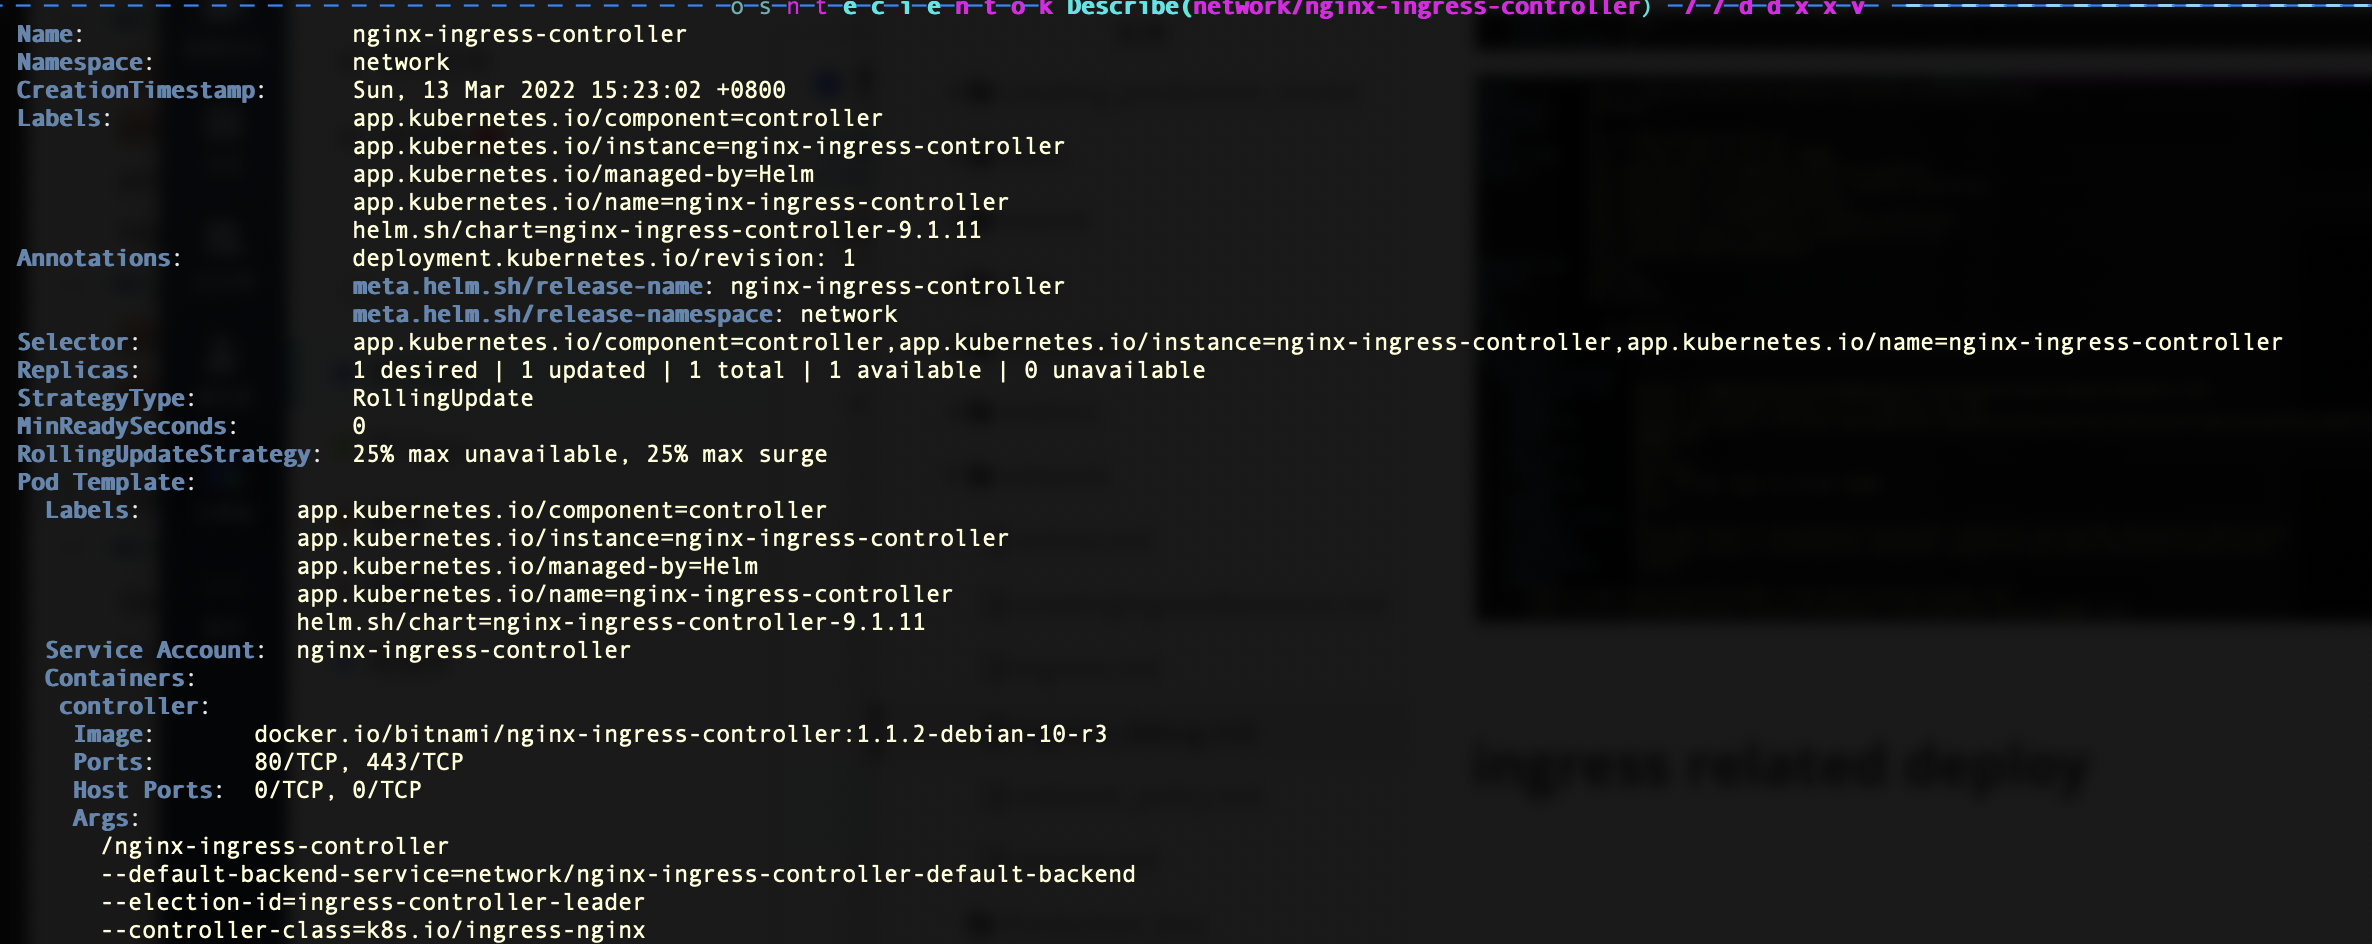 Describe(network/nginx-ingress-controller)
Name: nginx-ingress-controller
Namespace: network
CreationTimestamp: Sun, 13 Mar 2022 15:23:02 +0800
Labels: app.kubernetes.io/component=controller
app.kubernetes.io/instance=nginx-ingress-controller
app.kubernetes.io/managed-by=Helm
app.kubernetes.io/name=nginx-ingress-controller
helm.sh/chart=nginx-ingress-controller-9.1.11
Annotations: deployment.kubernetes.io/revision: 1
meta.helm.sh/release-name: nginx-ingress-controller
meta.helm.sh/release-namespace: network
Selector: app.kubernetes.io/component=controller,app.kubernetes.io/instance=nginx-ingress-controller,app.kubernetes.io/name=nginx-ingress-controller
Replicas: 1 desired | 1 updated | 1 total | 1 available | 0 unavailable
StrategyType: RollingUpdate
MinReadySeconds: 0
RollingUpdateStrategy: 25% max unavailable, 25% max surge
Pod Template:
Labels: app.kubernetes.io/component=controller
app.kubernetes.io/instance=nginx-ingress-controller
app.kubernetes.io/managed-by=Helm
app.kubernetes.io/name=nginx-ingress-controller
helm.sh/chart=nginx-ingress-controller-9.1.11
Service Account: nginx-ingress-controller
Containers:
controller:
Image: docker.io/bitnami/nginx-ingress-controller:1.1.2-debian-10-r3
Ports: 80/TCP, 443/TCP
Host Ports: 0/TCP, 0/TCP
ingress related deploy
Args:
/nginx-ingress-controller
--default-backend-service=network/nginx-ingress-controller-default-backend
--election-id=ingress-controller-leader
--controller-class=k8s.io/ingress-nginx